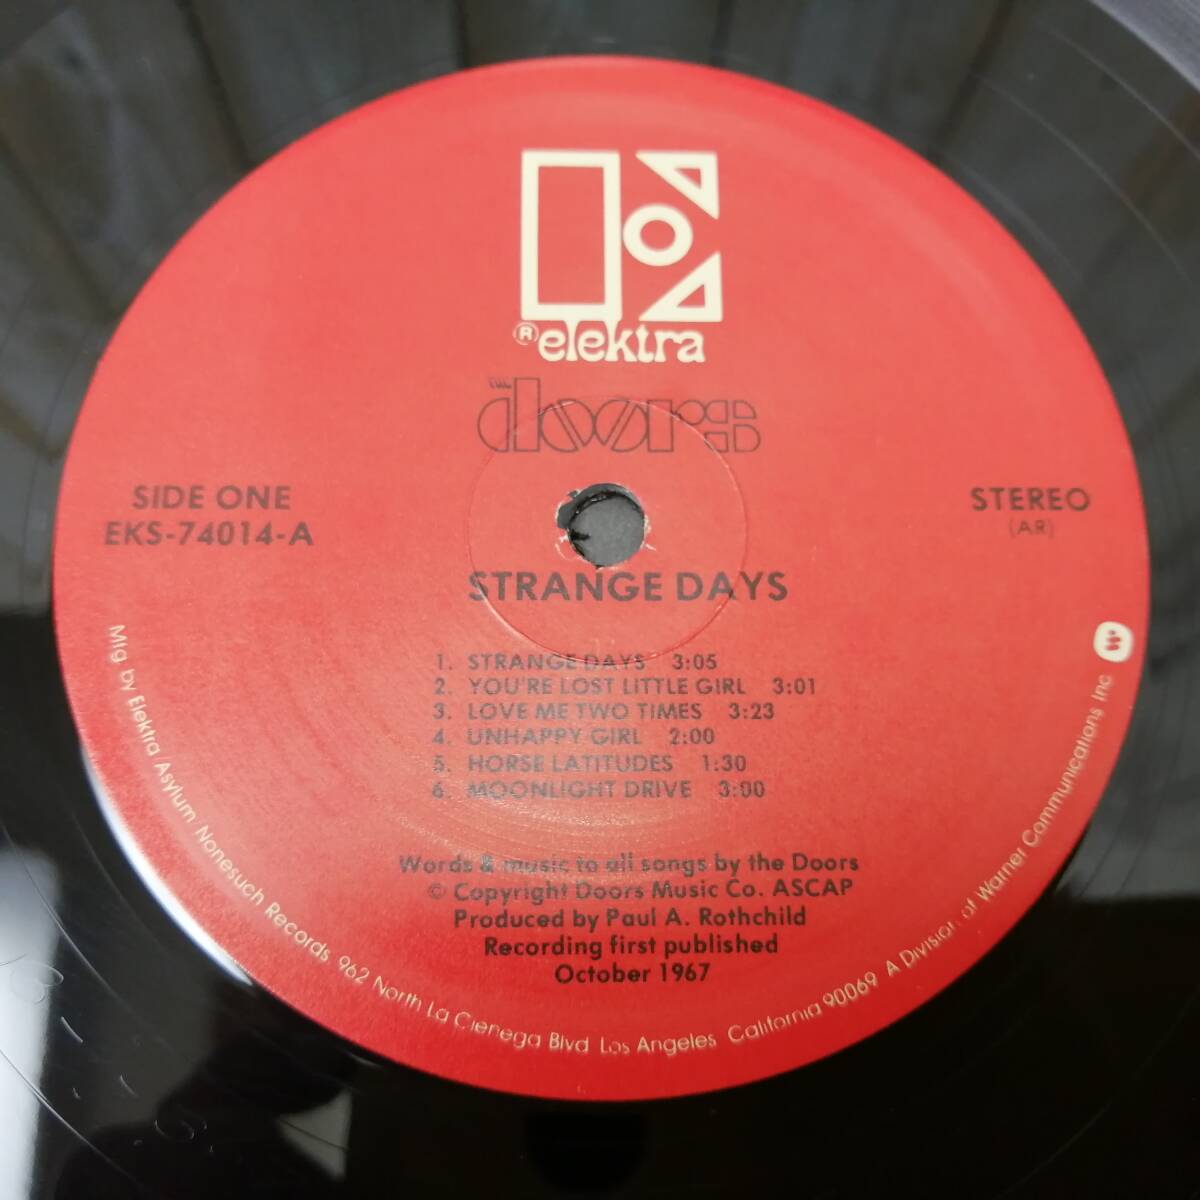 ® elektra
THE doors
SIDE ONE
EKS-74014-A
STEREO
(AR)
STRANGE DAYS
1. STRANGE DAYS 3:05
2. YOU'RE LOST LITTLE GIRL 3:01
3. LOVE ME TWO TIMES 3:23
4. UNHAPPY GIRL 2:00
5. HORSE LATITUDES 1:30
6. MOONLIGHT DRIVE 3:00
Words & music to all songs by the Doors
© Copyright Doors Music Co. ASCAP
Produced by Paul A. Rothchild
Recording first published
October 1967
Mfg by Elektra/Asylum/Nonesuch Records 962 North La Cienega Blvd Los Angeles California 90069 A Division of Warner Communications Inc